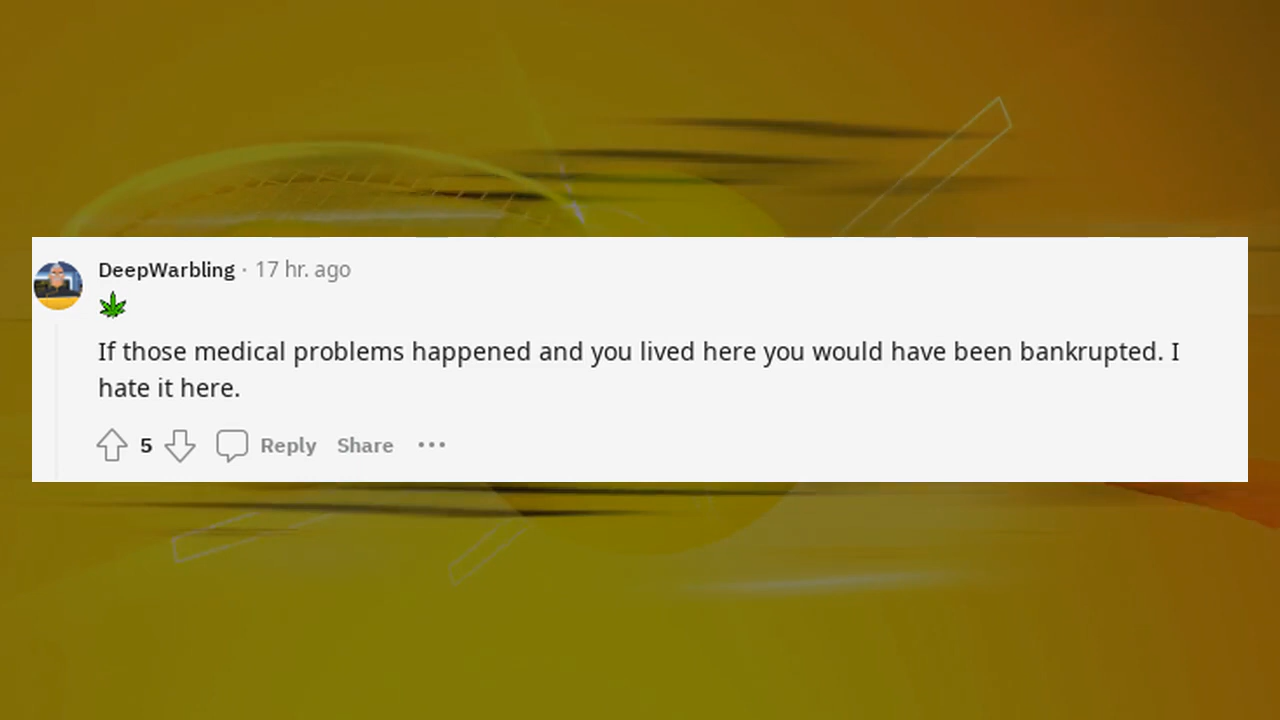 DeepWarbling · 17 hr. ago
If those medical problems happened and you lived here you would have been bankrupted. I
hate it here.
5 Reply Share ...